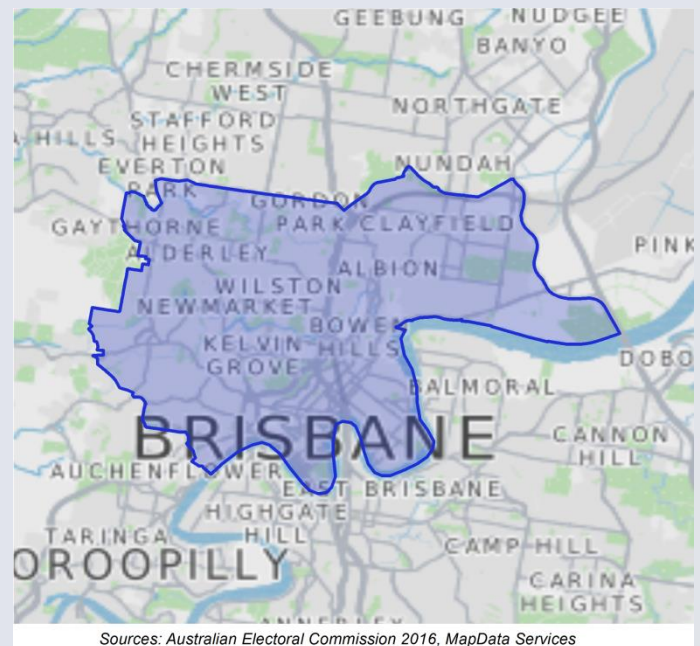 GEEBUNG
NUDGEE
BANYO
CHERMSIDE
WEST
NORTHGATE
STAFFORD
HEIGHTS
A HILLS
EVERTON
PARK
NUNDAH
GORDON
PARK
CLAYFIELD
GAYTHORNE
ALDERLEY
PINK
ALBION
WILSTON
NEWMARKET
BOWEN
HILLS
KELVIN
GROVE
DOBO
BALMORAL
BRISBANE
CANNON
HILL
AUCHENFLOWER
EAST BRISBANE
HIGHGATE
HILL
TARINGA
OROOPILLY
CAMP HILL
CARINA
HEIGHTS
ANNERLEY
Sources: Australian Electoral Commission 2016, MapData Services